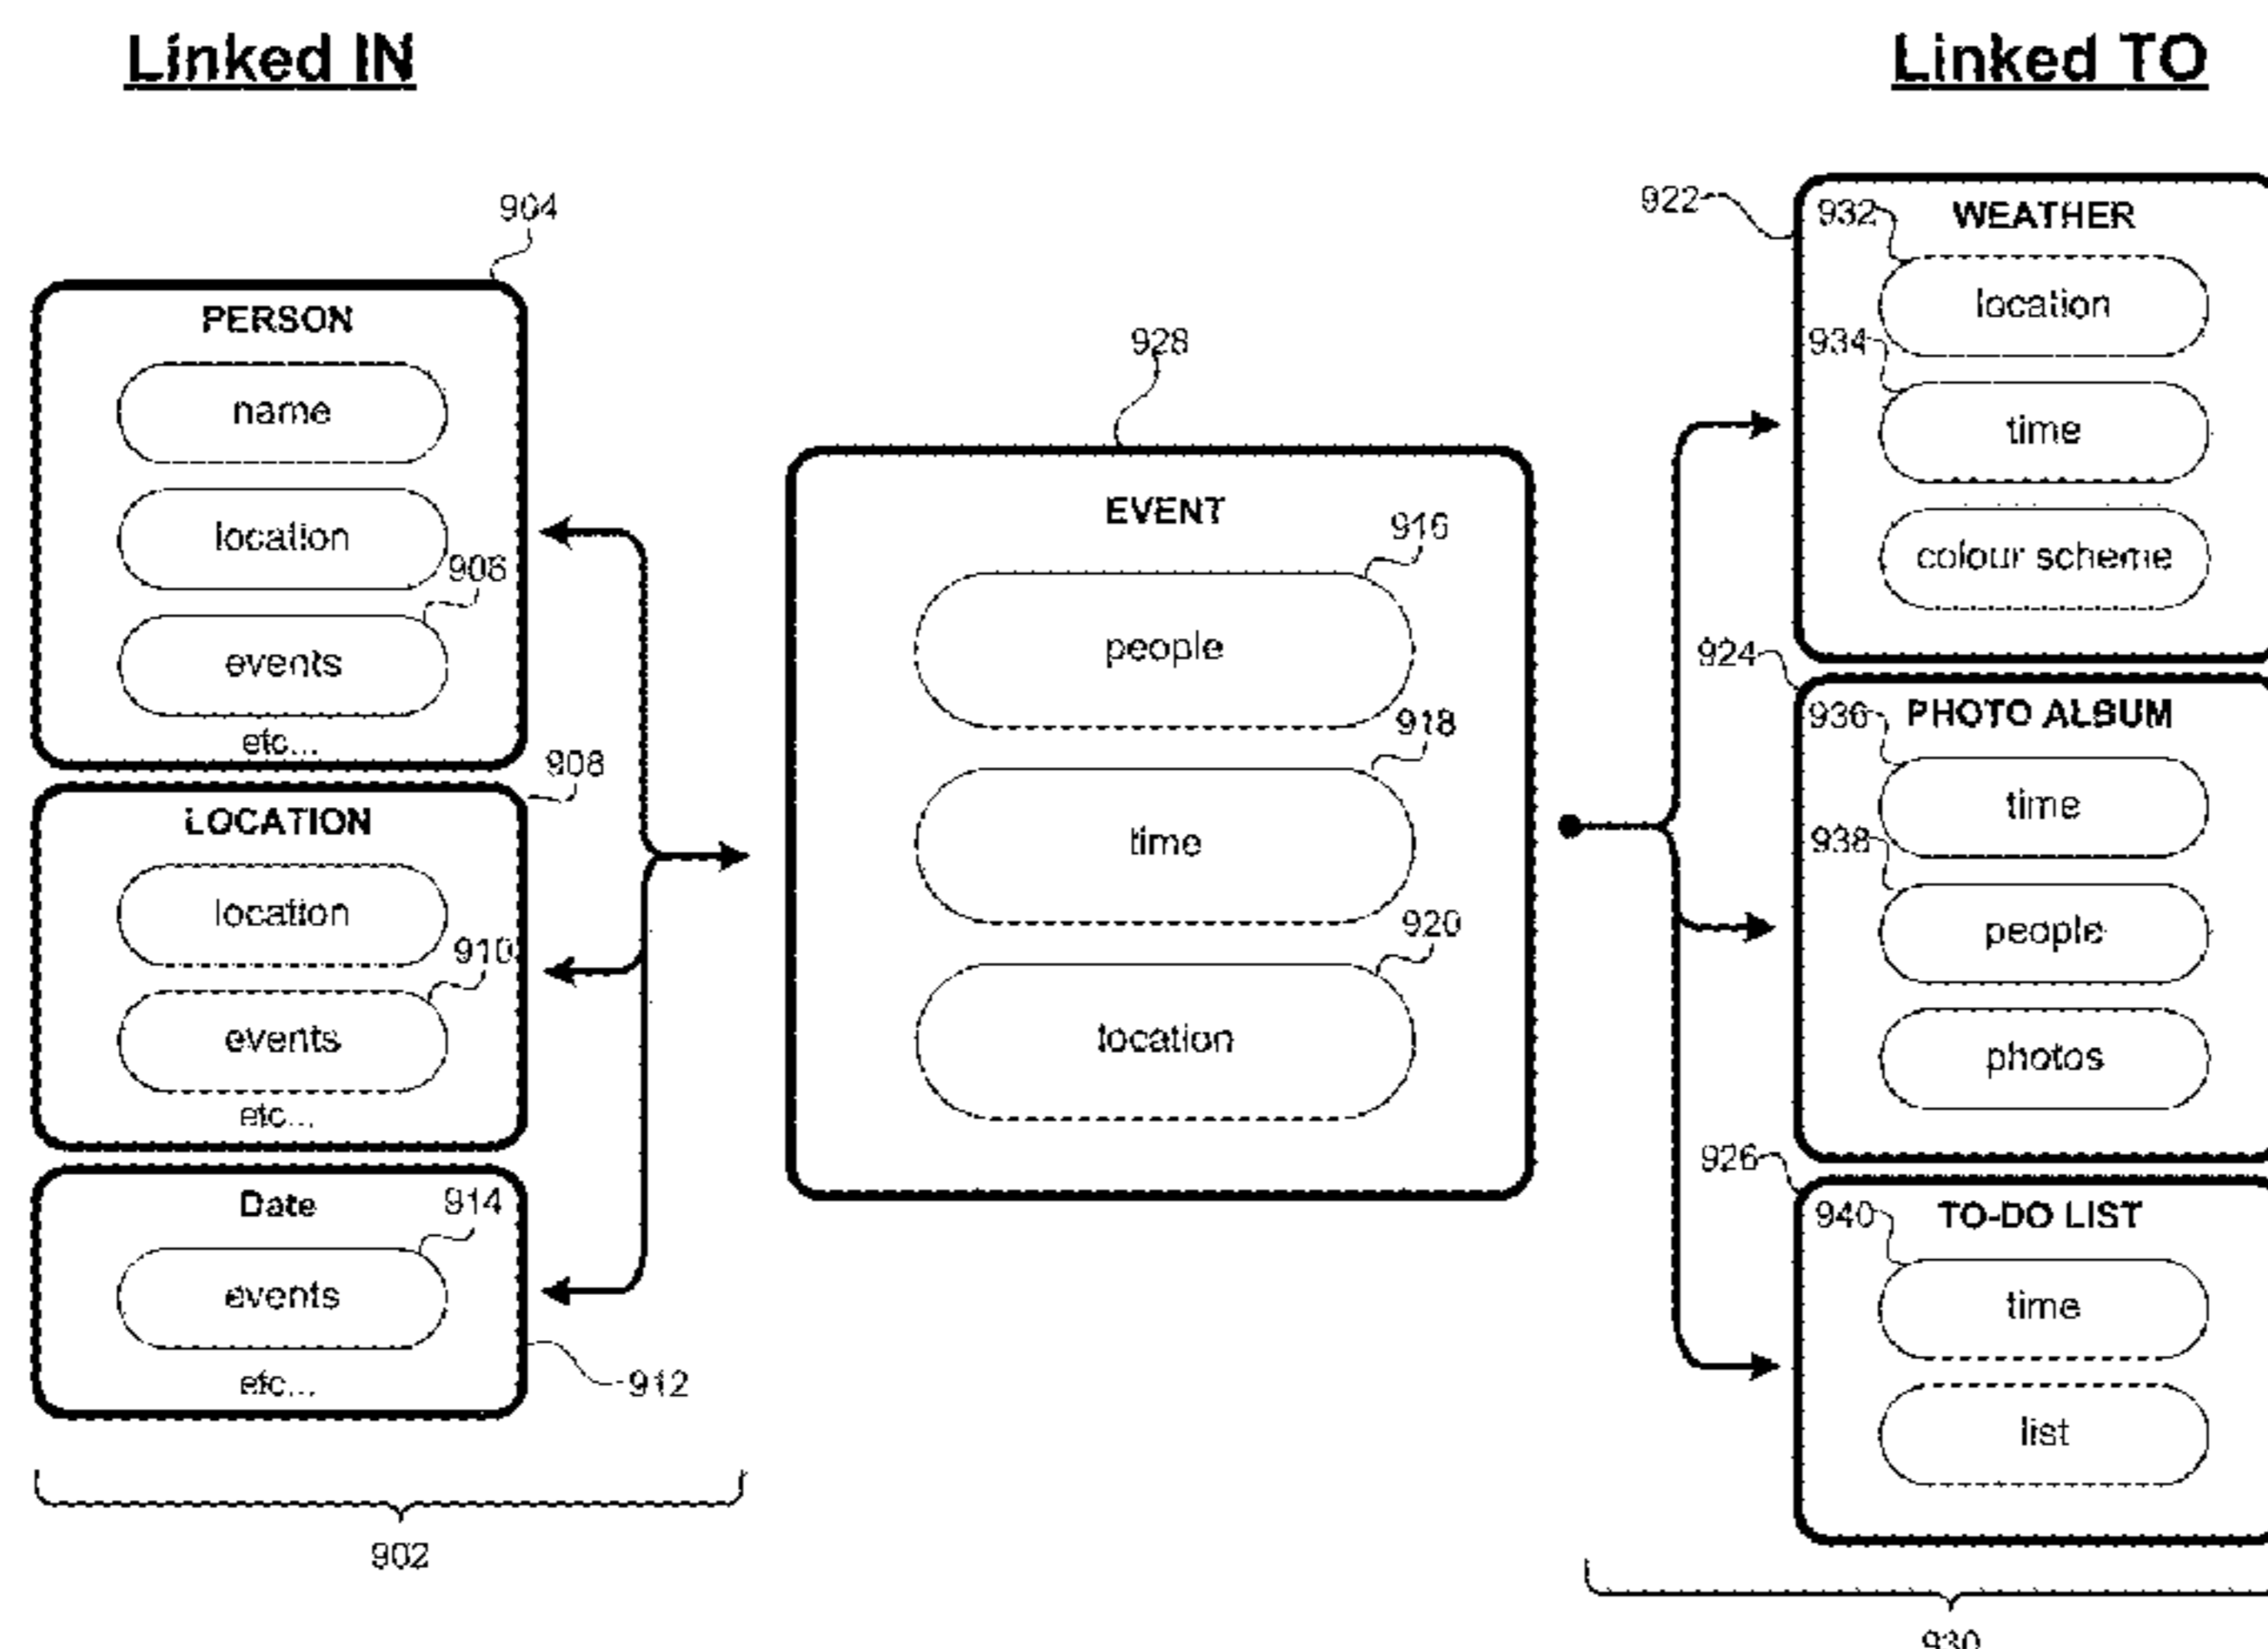 Linked IN
Linked TO
904
PERSON
name
location
906
events
etc...
908
LOCATION
location
910
events
etc...
Date
914
events
etc...
912
902
928
EVENT
916
people
918
time
920
location
922
932
WEATHER
location
934
time
colour scheme
924
936
PHOTO ALBUM
time
938
people
photos
926
940
TO-DO LIST
time
list
930